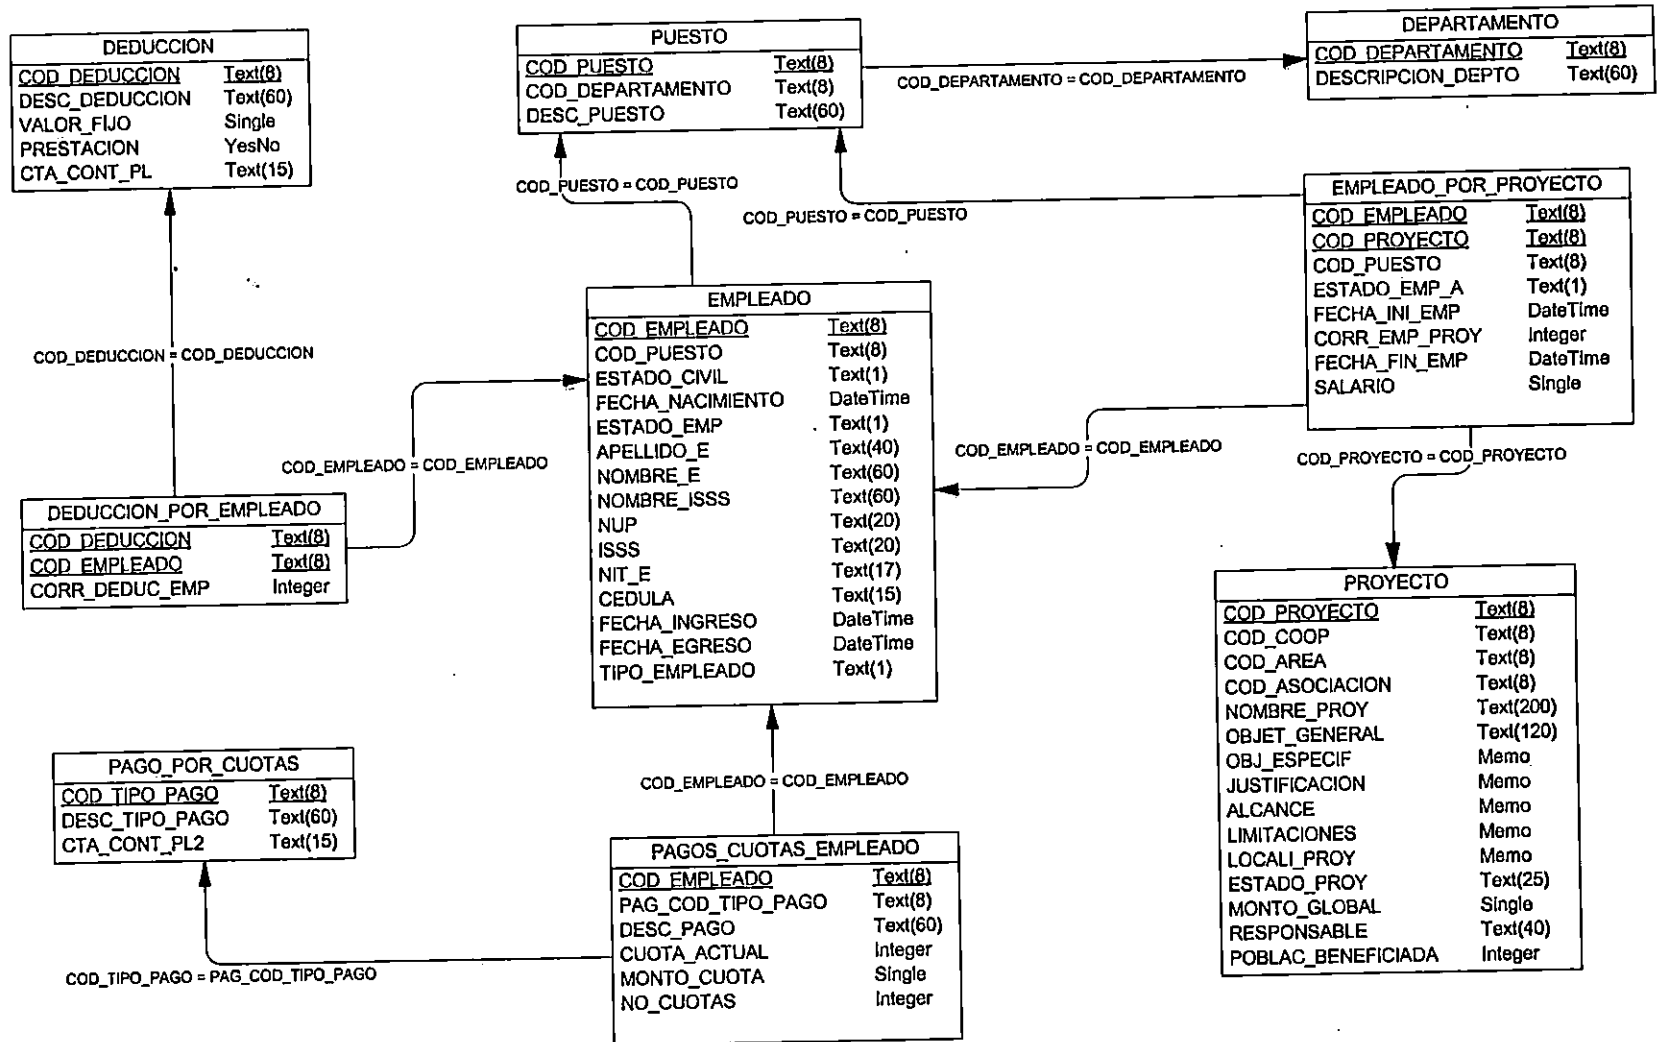 DEDUCCION
COD_DEDUCCION Text(8)
DESC_DEDUCCION Text(60)
VALOR_FIJO Single
PRESTACION YesNo
CTA_CONT_PL Text(15)
PUESTO
COD_PUESTO Text(8)
COD_DEPARTAMENTO Text(8)
DESC_PUESTO Text(60)
COD_DEPARTAMENTO = COD_DEPARTAMENTO
DEPARTAMENTO
COD_DEPARTAMENTO Text(8)
DESCRIPCION_DEPTO Text(60)
COD_PUESTO = COD_PUESTO
COD_PUESTO = COD_PUESTO
EMPLEADO_POR_PROYECTO
COD_EMPLEADO Text(8)
COD_PROYECTO Text(8)
COD_PUESTO Text(8)
ESTADO_EMP_A Text(1)
FECHA_INI_EMP DateTime
CORR_EMP_PROY Integer
FECHA_FIN_EMP DateTime
SALARIO Single
COD_DEDUCCION = COD_DEDUCCION
EMPLEADO
COD_EMPLEADO Text(8)
COD_PUESTO Text(8)
ESTADO_CIVIL Text(1)
FECHA_NACIMIENTO DateTime
ESTADO_EMP Text(1)
APELLIDO_E Text(40)
NOMBRE_E Text(60)
NOMBRE_ISSS Text(60)
NUP Text(20)
ISSS Text(20)
NIT_E Text(17)
CEDULA Text(15)
FECHA_INGRESO DateTime
FECHA_EGRESO DateTime
TIPO_EMPLEADO Text(1)
COD_EMPLEADO = COD_EMPLEADO
COD_EMPLEADO = COD_EMPLEADO
COD_PROYECTO = COD_PROYECTO
DEDUCCION_POR_EMPLEADO
COD_DEDUCCION Text(8)
COD_EMPLEADO Text(8)
CORR_DEDUC_EMP Integer
PROYECTO
COD_PROYECTO Text(8)
COD_COOP Text(8)
COD_AREA Text(8)
COD_ASOCIACION Text(8)
NOMBRE_PROY Text(200)
OBJET_GENERAL Text(120)
OBJ_ESPECIF Memo
JUSTIFICACION Memo
ALCANCE Memo
LIMITACIONES Memo
LOCALI_PROY Memo
ESTADO_PROY Text(25)
MONTO_GLOBAL Single
RESPONSABLE Text(40)
POBLAC_BENEFICIADA Integer
PAGO_POR_CUOTAS
COD_TIPO_PAGO Text(8)
DESC_TIPO_PAGO Text(60)
CTA_CONT_PL2 Text(15)
COD_EMPLEADO = COD_EMPLEADO
PAGOS_CUOTAS_EMPLEADO
COD_EMPLEADO Text(8)
PAG_COD_TIPO_PAGO Text(8)
DESC_PAGO Text(60)
CUOTA_ACTUAL Integer
MONTO_CUOTA Single
NO_CUOTAS Integer
COD_TIPO_PAGO = PAG_COD_TIPO_PAGO